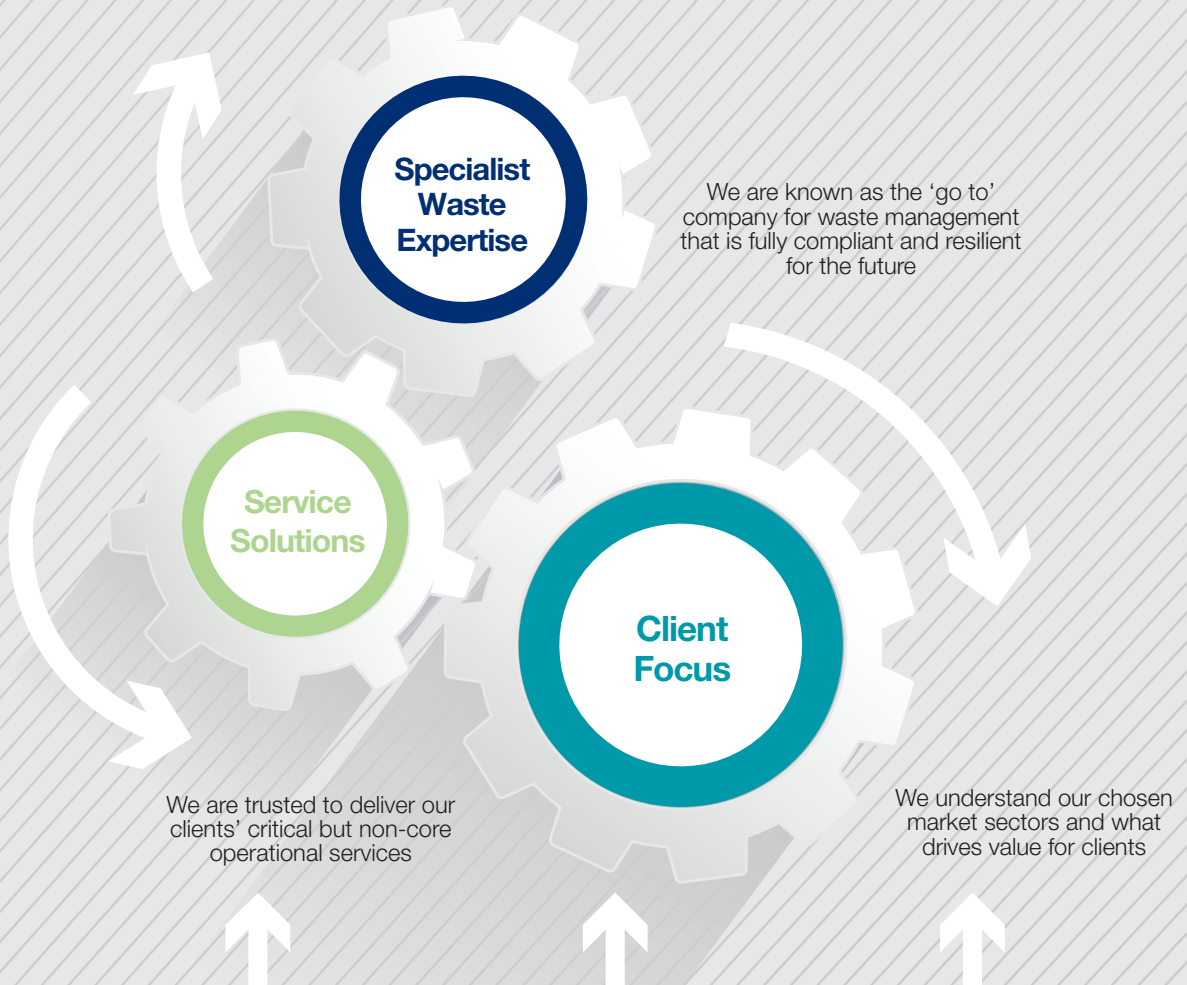 Specialist
Waste
Expertise
We are known as the ‘go to’
company for waste management
that is fully compliant and resilient
for the future
Service
Solutions
Client
Focus
We are trusted to deliver our
clients’ critical but non-core
operational services
We understand our chosen
market sectors and what
drives value for clients